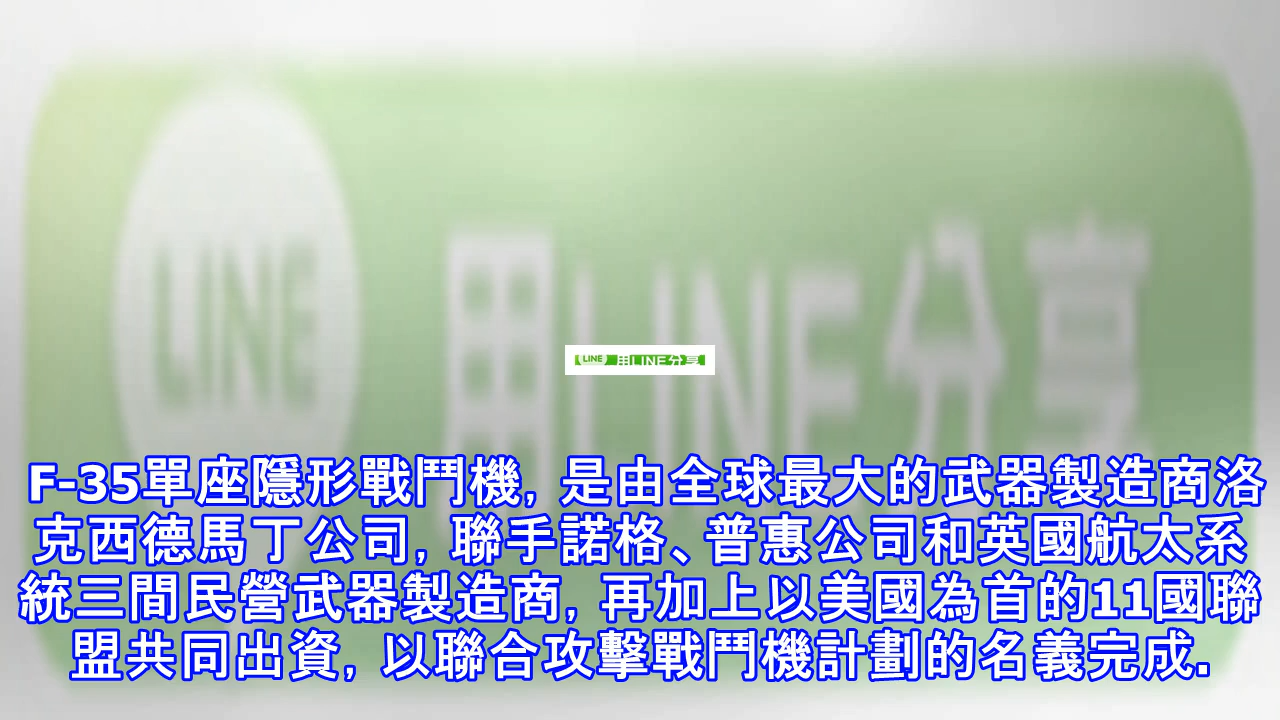 LINE
用LINE分享
LINE 用LINE分享
F-35單座隱形戰鬥機, 是由全球最大的武器製造商洛
克西德馬丁公司, 聯手諾格、普惠公司和英國航太系
統三間民營武器製造商, 再加上以美國為首的11國聯
盟共同出資, 以聯合攻擊戰鬥機計劃的名義完成.